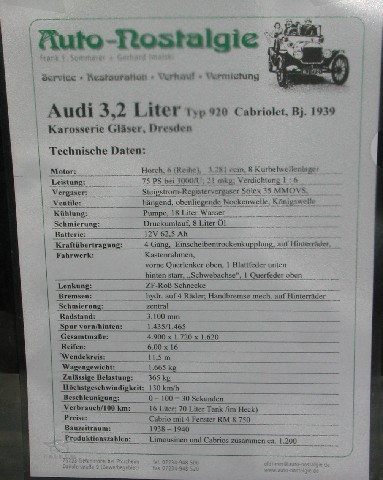 Auto-Nostalgie
Frank T. Sommer · Gerhard
Service · Restauration · Verkauf · Vermietung
Audi 3,2 Liter Typ 920 Cabriolet, Bj. 1939
Karosserie Gläser, Dresden
Technische Daten:
Motor: Horch, 6 (Reihe), 3.281 ccm, 8 Kurbelwellenlager
Leistung: 75 PS bei 3000/U; 21 mkg; Verdichtung 1 : 6
Vergaser: Steigstrom-Registervergaser Solex 35 MMOVS,
Ventile: hängend, obenliegende Nockenwelle, Königswelle
Kühlung: Pumpe, 18 Liter Wasser
Schmierung: Druckumlauf, 8 Liter Öl
Batterie: 12V 62,5 Ah
Kraftübertragung: 4 Gang, Einscheibentrockenkupplung, auf Hinterräder,
Fahrwerk: Kastenrahmen,
vorne Querlenker oben, 1 Blattfeder unten
hinten starr, „Schwebachse", 1 Querfeder oben
Lenkung: ZF-Roß Schnecke
Bremsen: hydr. auf 4 Räder, Handbremse mech. auf Hinterräder
Schmierung: zentral
Radstand: 3.100 mm
Spur vorn/hinten: 1.435/1.465
Gesamtmaße: 4.900 x 1.720 x 1.620
Reifen: 6.00 x 16
Wendekreis: 11,5 m
Wagengewicht: 1.665 kg
Zulässige Belastung: 365 kg
Höchstgeschwindigkeit: 130 km/h
Beschleunigung: 0 - 100 = 30 Sekunden
Verbrauch/100 km: 16 Liter; 70 Liter Tank (im Heck)
Preise: Cabrio mit 4 Fenster RM 8.750
Bauzeitraum: 1938 - 1940
Produktionszahlen: Limousinen und Cabrios zusammen ca. 1.200